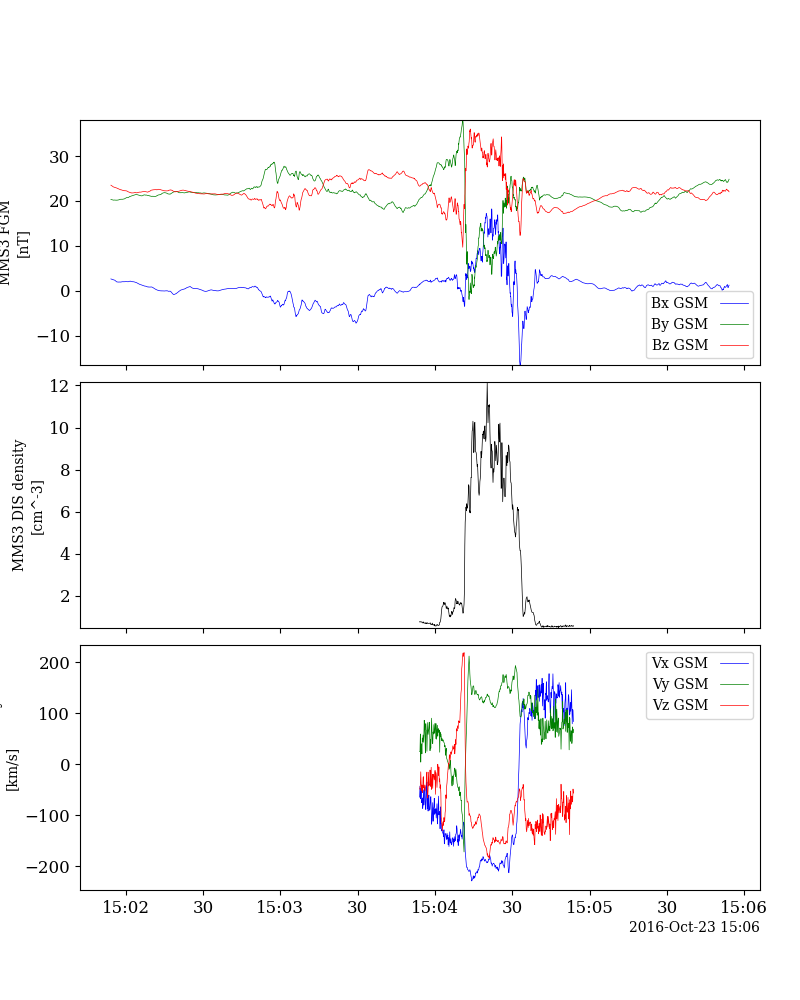 30
20
10
0
−10
MMS3 FGM
[nT]
Bx GSM
By GSM
Bz GSM
12
10
8
6
4
2
MMS3 DIS density
[cm^-3]
200
100
0
−100
−200
[km/s]
Vx GSM
Vy GSM
Vz GSM
15:02 30 15:03 30 15:04 30 15:05 30 15:06
2016-Oct-23 15:06